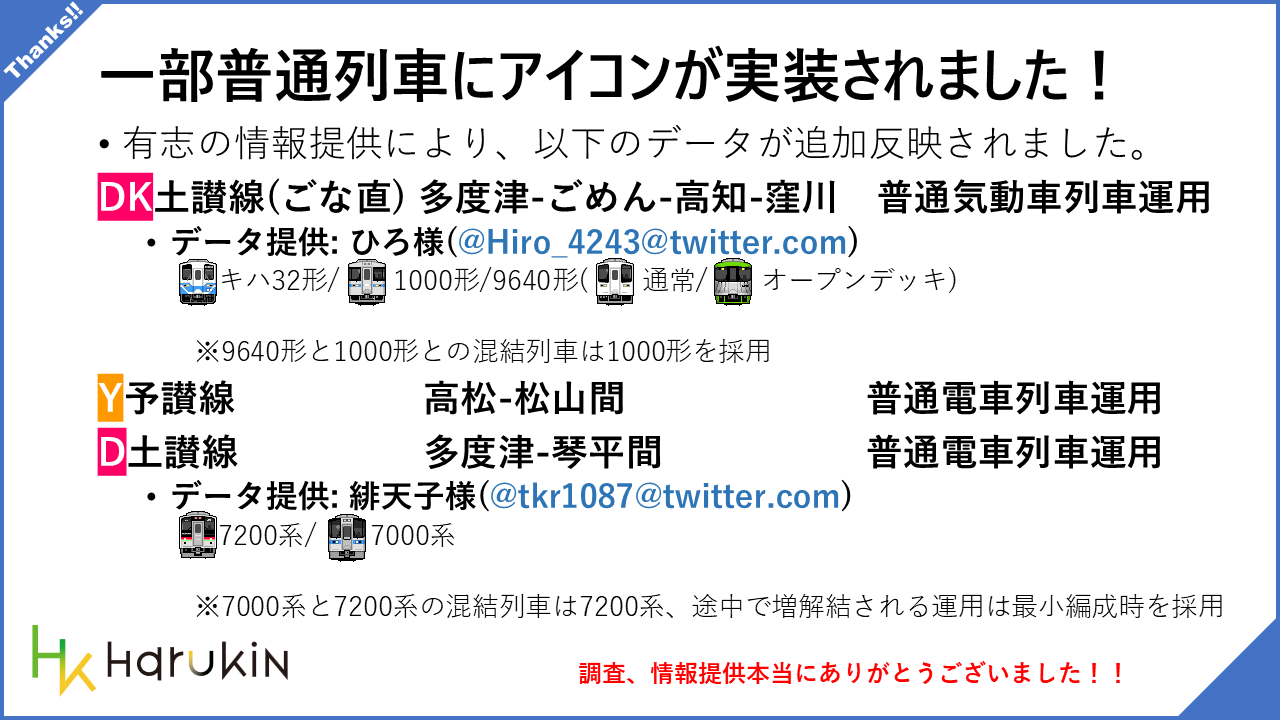 Thanks!!
一部普通列車にアイコンが実装されました！
• 有志の情報提供により、以下のデータが追加反映されました。
DK土讃線(ごな直) 多度津-ごめん-高知-窪川　普通気動車列車運用
• データ提供: ひろ様(@Hiro_4243@twitter.com)
キハ32形/ 1000形/9640形( 通常/ オープンデッキ)
※9640形と1000形との混結列車は1000形を採用
Y予讃線 高松-松山間 普通電車列車運用
D土讃線 多度津-琴平間 普通電車列車運用
• データ提供: 緋天子様(@tkr1087@twitter.com)
7200系/ 7000系
※7000系と7200系の混結列車は7200系、途中で増解結される運用は最小編成時を採用
HK HaruKiN
調査、情報提供本当にありがとうございました！！